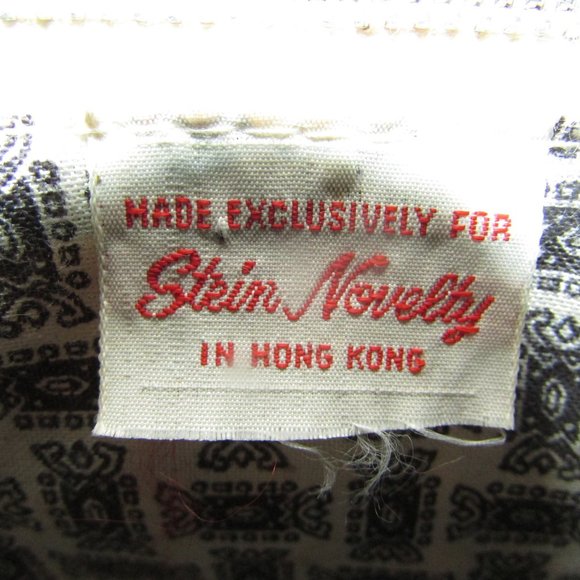 MADE EXCLUSIVELY FOR
Stein Novelty
IN HONG KONG